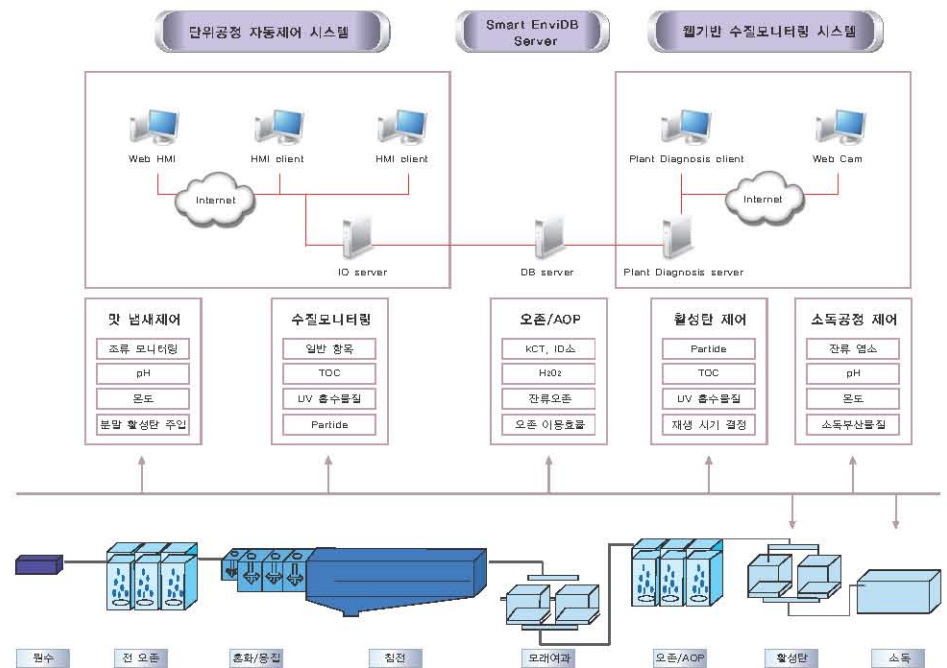 단위공정 자동제어 시스템
Smart EnviDB
Server
웹기반 수질모니터링 시스템
Web HMI
HMI client
HMI client
Plant Diagnosis client
Web Cam
Internet
Internet
IO server
DB server
Plant Diagnosis server
맛 냄새제어
조류 모니터링
pH
온도
분말 활성탄 주입
수질모니터링
일반 항목
TOC
UV 흡수물질
Partide
오존/AOP
kCT, ID소
H2O2
잔류오존
오존 이용효율
활성탄 제어
Partide
TOC
UV 흡수물질
재생 시기 결정
소독공정 제어
잔류 염소
pH
온도
소독부산물질
원수
전 오존
혼화/응집
침전
모래여과
오존/AOP
활성탄
소독